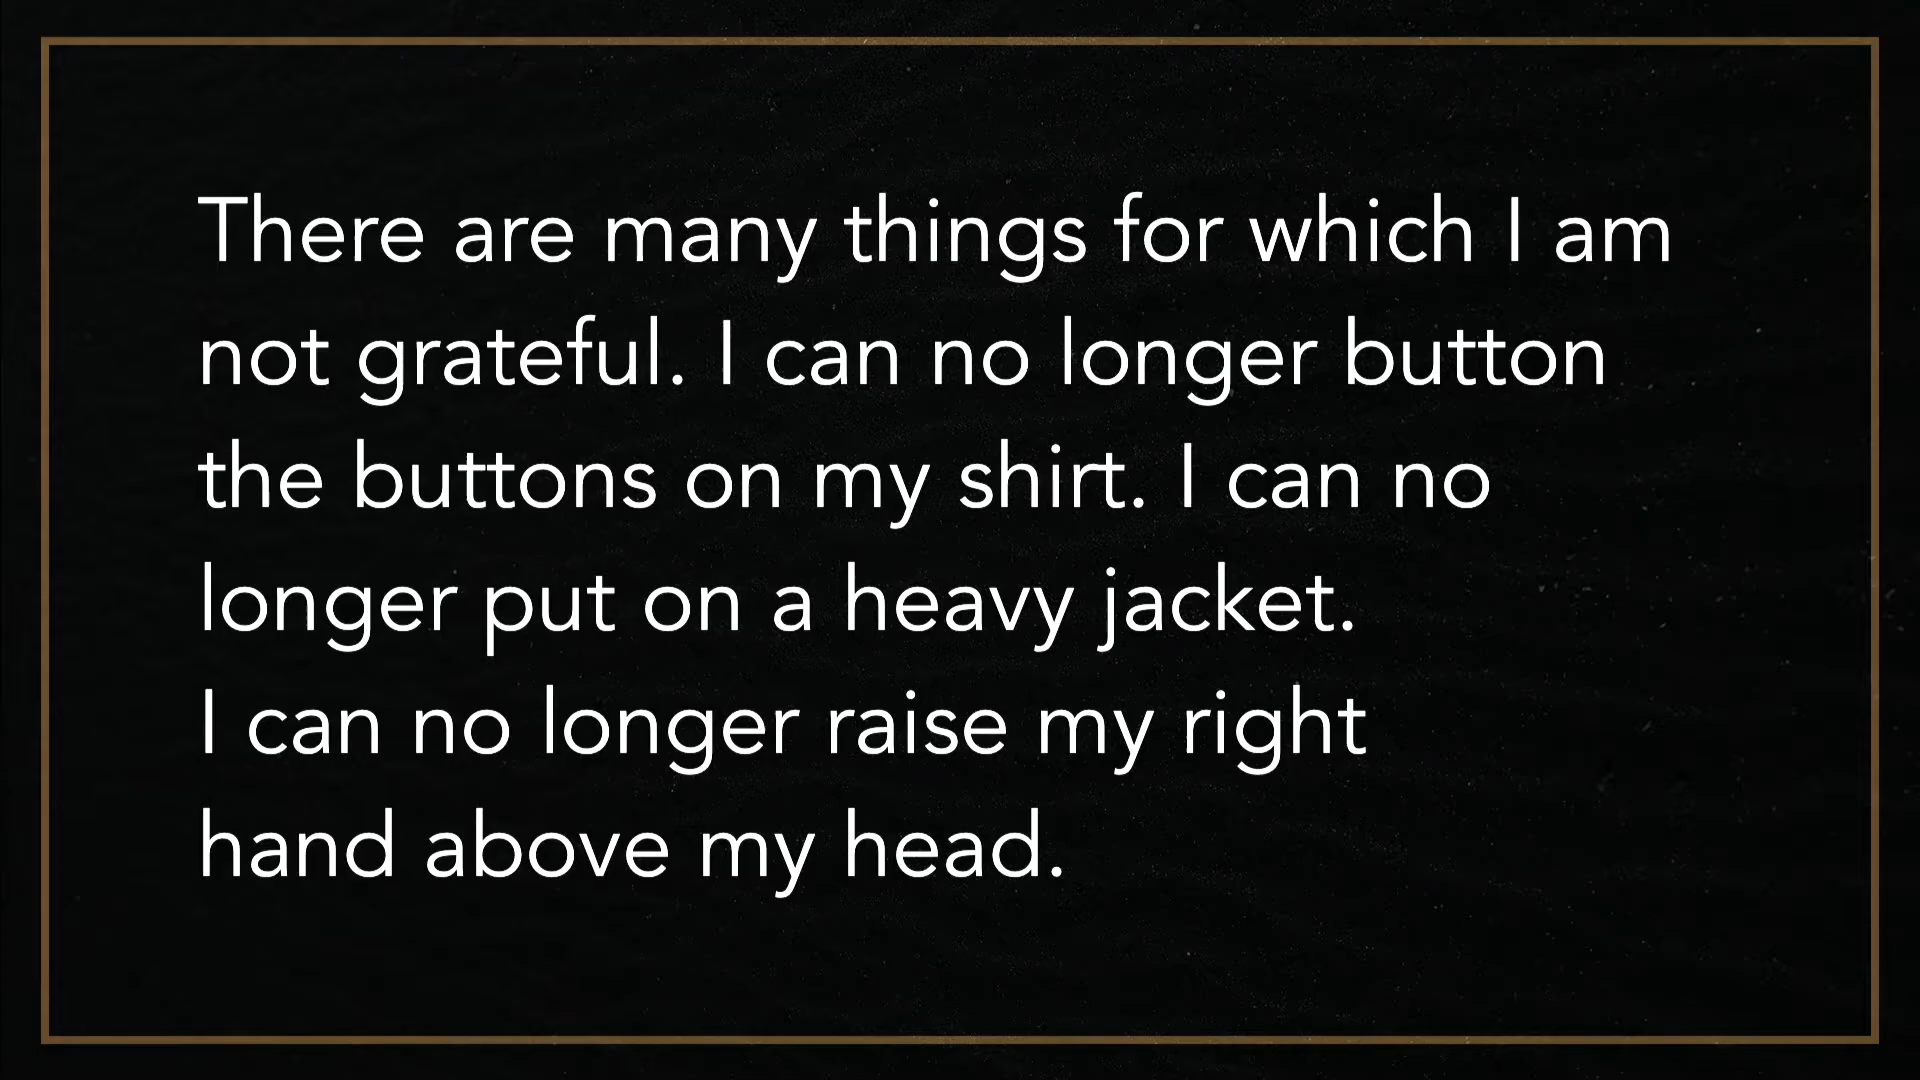 There are many things for which I am
not grateful. I can no longer button
the buttons on my shirt. I can no
longer put on a heavy jacket.
I can no longer raise my right
hand above my head.